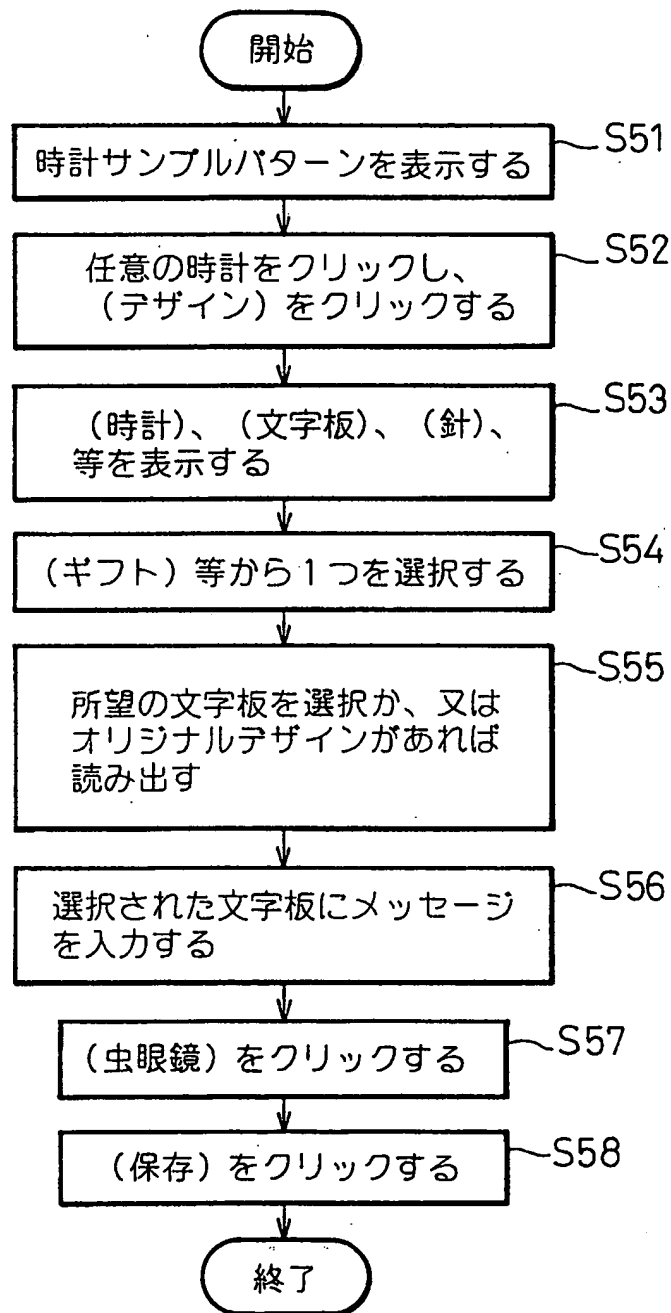 開始
時計サンプルパターンを表示する
S51
任意の時計をクリックし、
(デザイン)をクリックする
S52
(時計)、(文字板)、(針)、
等を表示する
S53
(ギフト)等から1つを選択する
S54
所望の文字板を選択か、又は
オリジナルデザインがあれば
読み出す
S55
選択された文字板にメッセージ
を入力する
S56
(虫眼鏡)をクリックする
S57
(保存)をクリックする
S58
終了